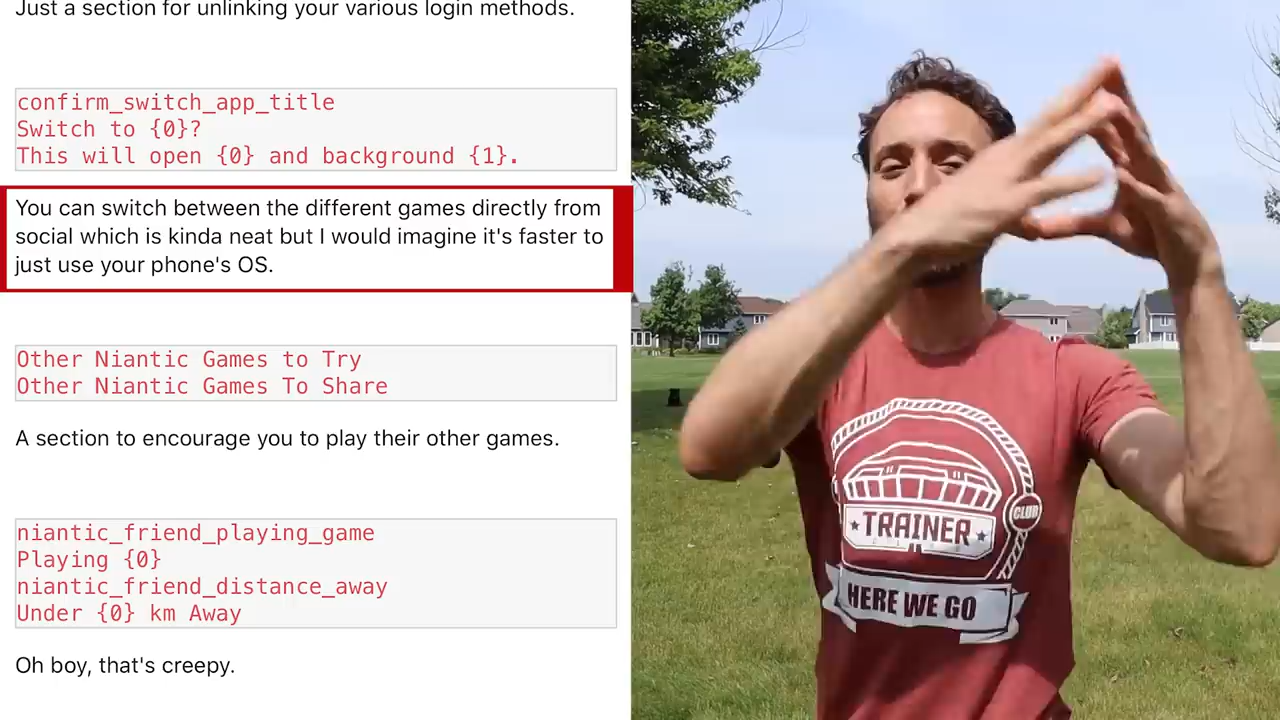 Just a section for unlinking your various login methods.
confirm_switch_app_title
Switch to {0}?
This will open {0} and background {1}.
You can switch between the different games directly from
social which is kinda neat but I would imagine it's faster to
just use your phone's OS.
Other Niantic Games to Try
Other Niantic Games To Share
A section to encourage you to play their other games.
niantic_friend_playing_game
Playing {0}
niantic_friend_distance_away
Under {0} km Away
Oh boy, that's creepy.
TRAINER
CLUB
HERE WE GO